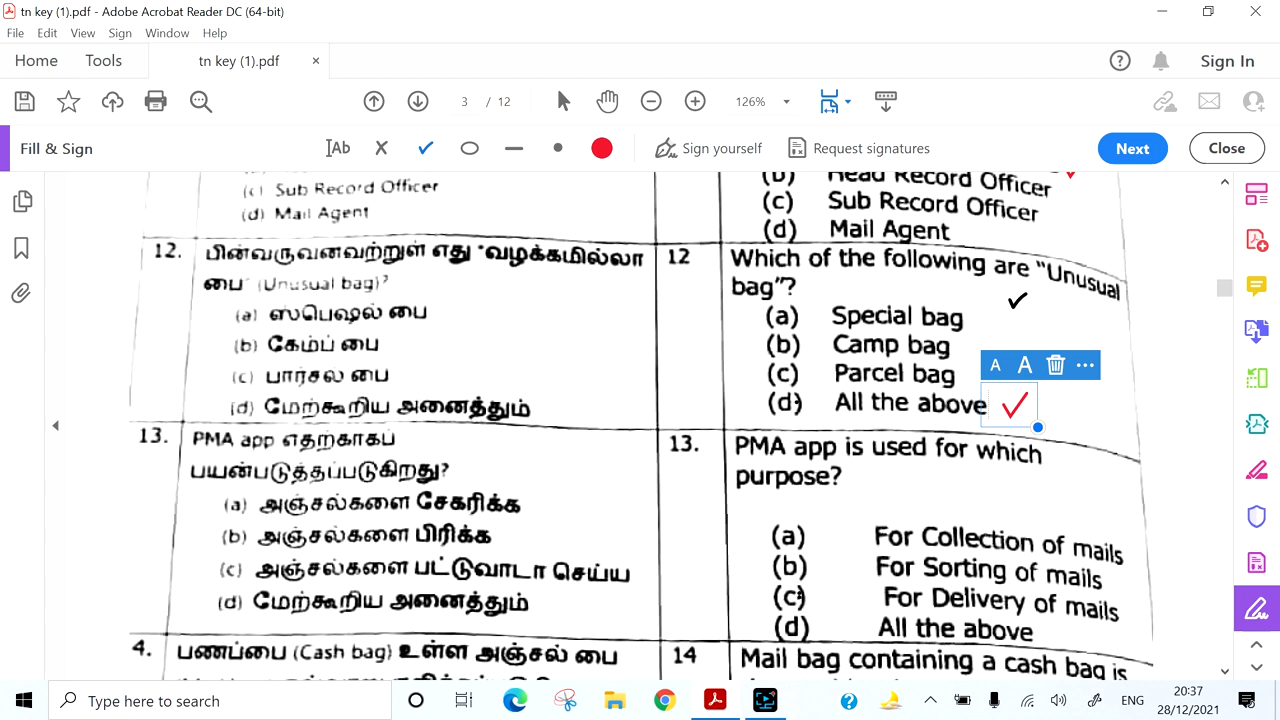 tn key (1).pdf - Adobe Acrobat Reader DC (64-bit)
File Edit View Sign Window Help
Home Tools tn key (1).pdf × Sign In
3 / 12 126%
Fill & Sign Ab Sign yourself Request signatures Next Close
(c) Sub Record Officer
(d) Mail Agent
12. பின்வருவனவற்றுள் எது "வழக்கமில்லா
பை" (Unusual bag)?
(a) ஸ்பெஷல் பை
(b) கேம்ப் பை
(c) பார்சல் பை
(d) மேற்கூறிய அனைத்தும்
13. PMA app எதற்காகப்
பயன்படுத்தப்படுகிறது?
(a) அஞ்சல்களை சேகரிக்க
(b) அஞ்சல்களை பிரிக்க
(c) அஞ்சல்களை பட்டுவாடா செய்ய
(d) மேற்கூறிய அனைத்தும்
4. பணப்பை (Cash bag) உள்ள அஞ்சல் பை
(b) Head Record Officer
(c) Sub Record Officer
(d) Mail Agent
12 Which of the following are "Unusual
bag"?
(a) Special bag
(b) Camp bag
(c) Parcel bag
(d) All the above
A A
13. PMA app is used for which
purpose?
(a) For Collection of mails
(b) For Sorting of mails
(c) For Delivery of mails
(d) All the above
14 Mail bag containing a cash bag is
Type here to search
ENG
20:37
28/12/2021